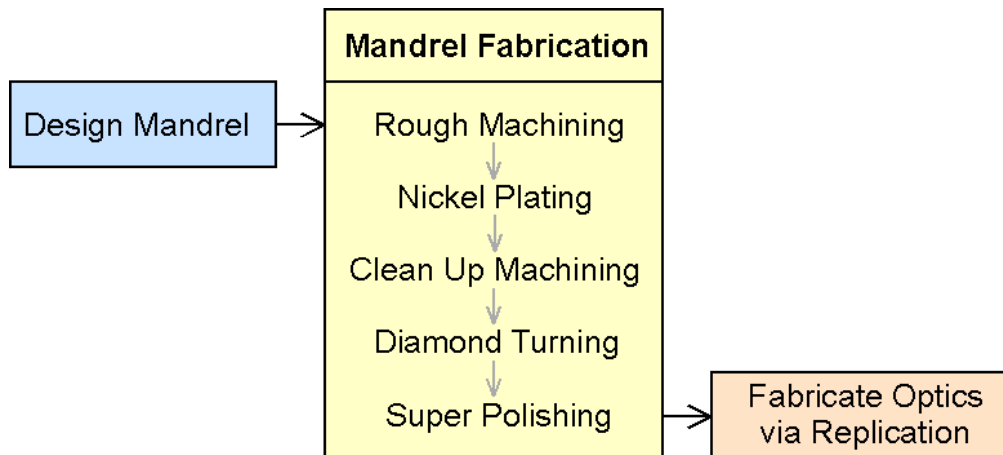 Mandrel Fabrication
Design Mandrel
Rough Machining
Nickel Plating
Clean Up Machining
Diamond Turning
Super Polishing
Fabricate Optics
via Replication